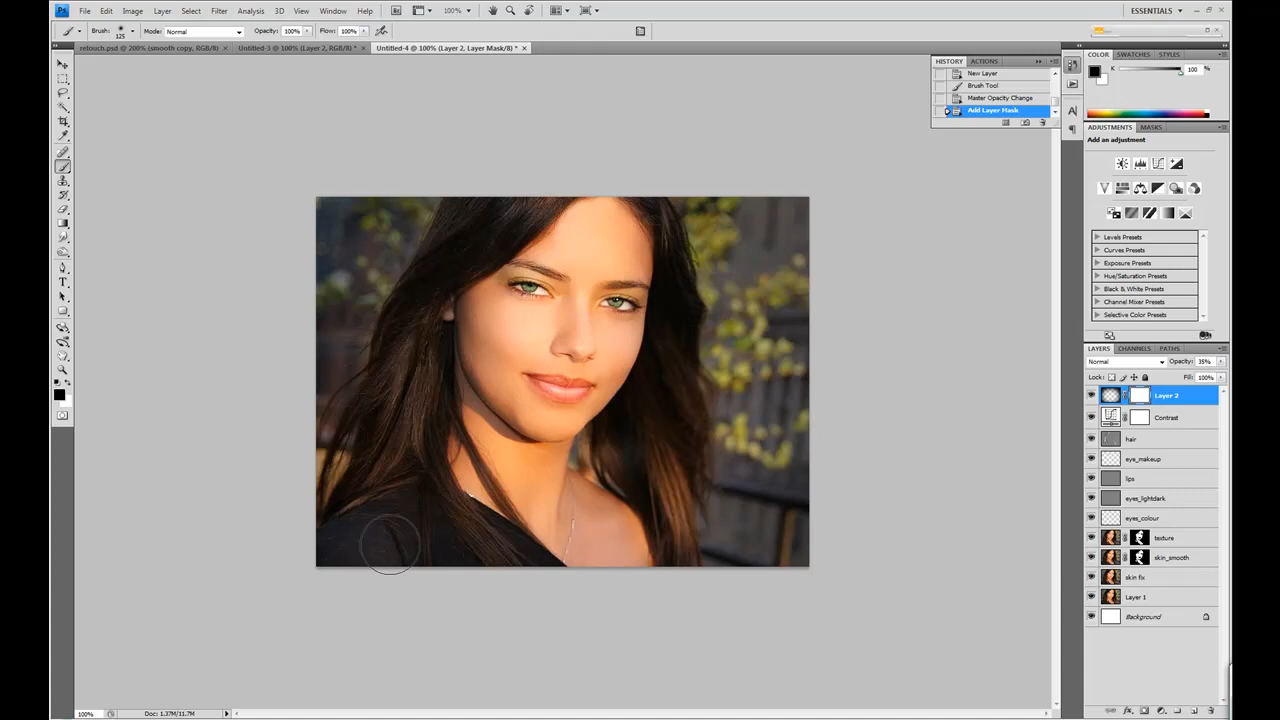 Ps File Edit Image Layer Select Filter Analysis 3D View Window Help 100% ESSENTIALS
Brush: 125 Mode: Normal Opacity: 100% Flow: 100%
retouch.psd @ 200% (smooth copy, RGB/8) Untitled-3 @ 100% (Layer 2, RGB/8) * Untitled-4 @ 100% (Layer 2, Layer Mask/8) *
HISTORY ACTIONS
New Layer
Brush Tool
Master Opacity Change
Add Layer Mask
COLOR SWATCHES STYLES
K 100 %
ADJUSTMENTS MASKS
Add an adjustment
Levels Presets
Curves Presets
Exposure Presets
Hue/Saturation Presets
Black & White Presets
Channel Mixer Presets
Selective Color Presets
LAYERS CHANNELS PATHS
Normal Opacity: 35%
Lock: Fill: 100%
Layer 2
Contrast
hair
eye_makeup
lips
eyes_lightdark
eyes_colour
texture
skin_smooth
skin fix
Layer 1
Background
100% Doc: 1.37M/11.7M